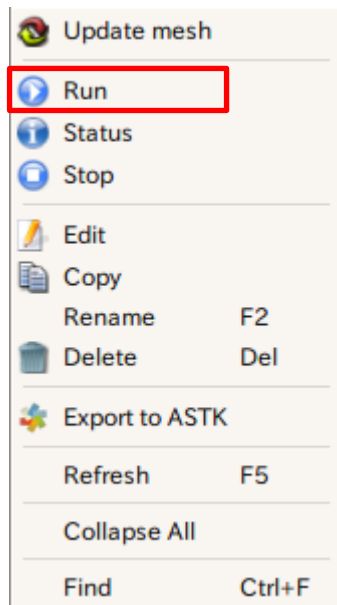 Update mesh
Run
Status
Stop
Edit
Copy
Rename F2
Delete Del
Export to ASTK
Refresh F5
Collapse All
Find Ctrl+F